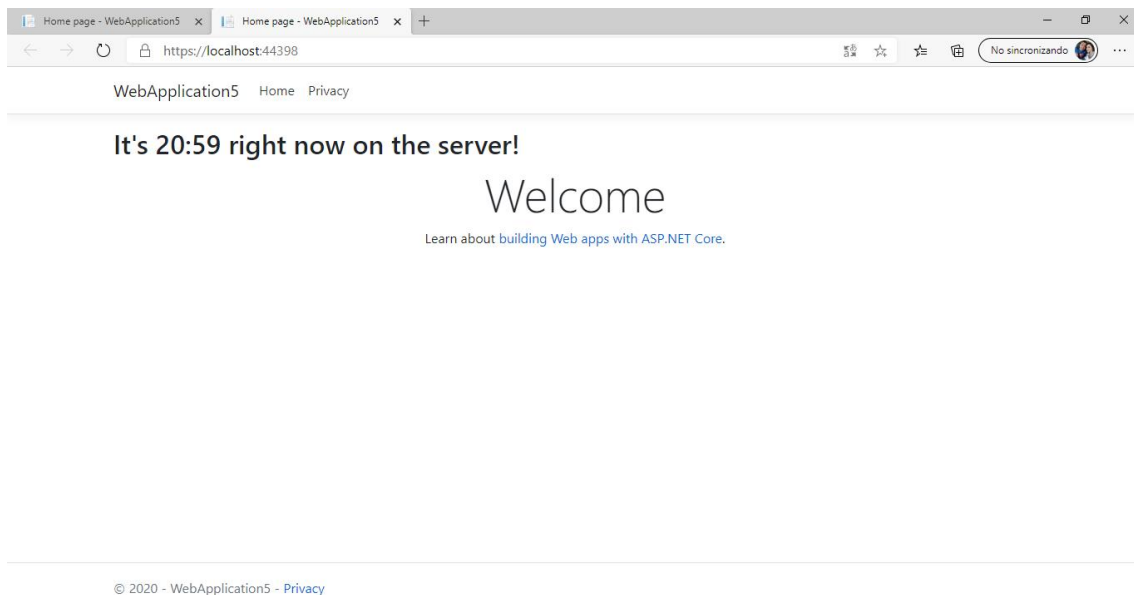 Home page - WebApplication5 Home page - WebApplication5
https://localhost:44398 No sincronizando
WebApplication5 Home Privacy
It's 20:59 right now on the server!
Welcome
Learn about building Web apps with ASP.NET Core.
© 2020 - WebApplication5 - Privacy